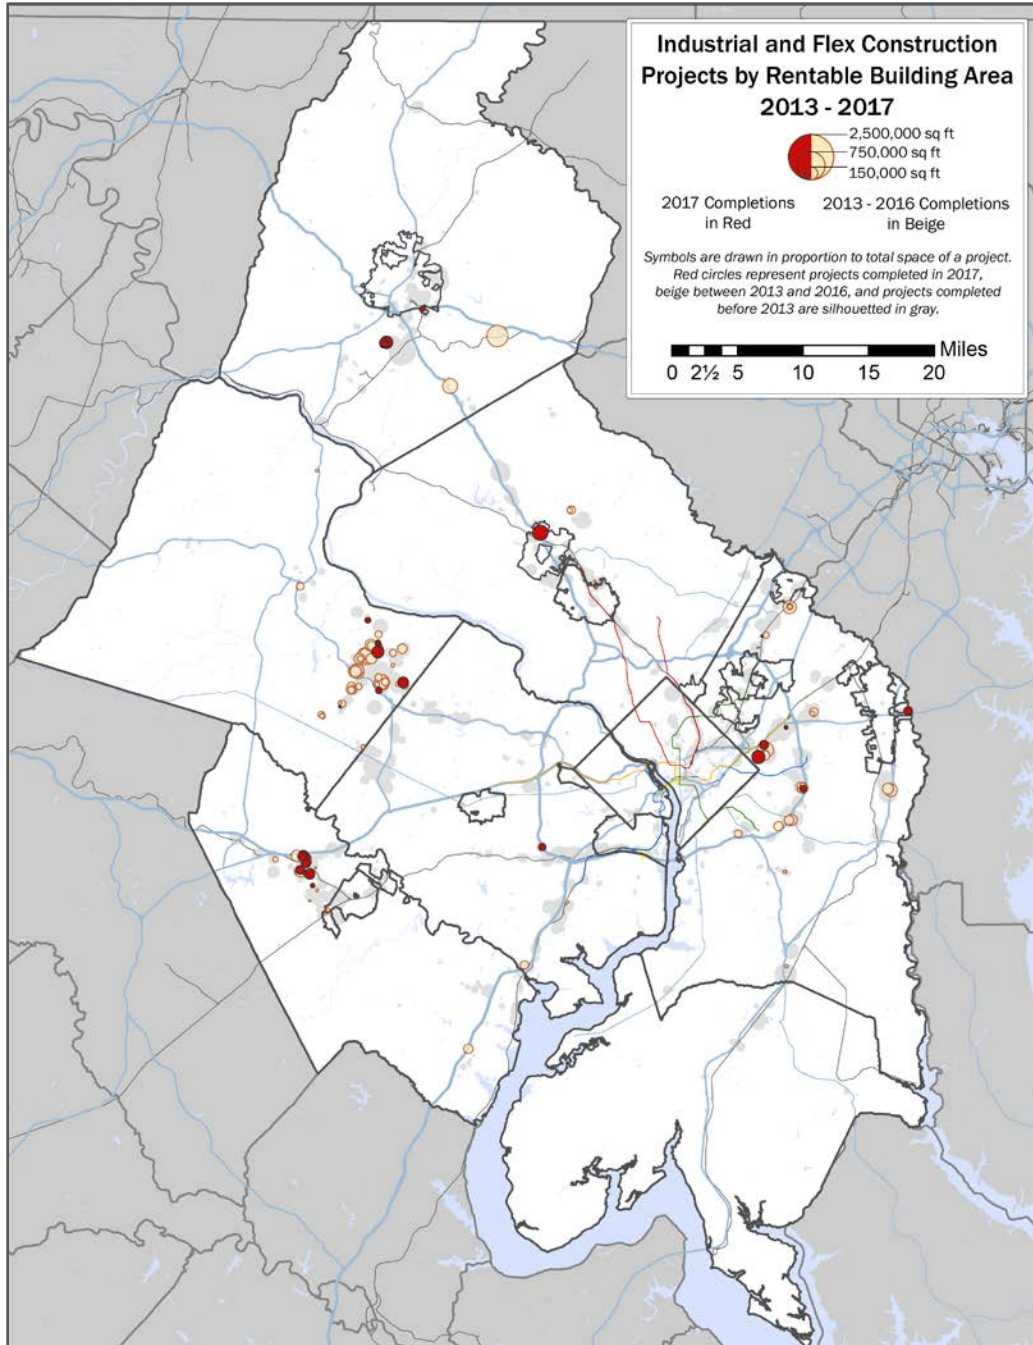 Industrial and Flex Construction
Projects by Rentable Building Area
2013 - 2017
2,500,000 sq ft
750,000 sq ft
150,000 sq ft
2017 Completions
in Red
2013 - 2016 Completions
in Beige
Symbols are drawn in proportion to total space of a project.
Red circles represent projects completed in 2017,
beige between 2013 and 2016, and projects completed
before 2013 are silhouetted in gray.
Miles
0 2½ 5 10 15 20